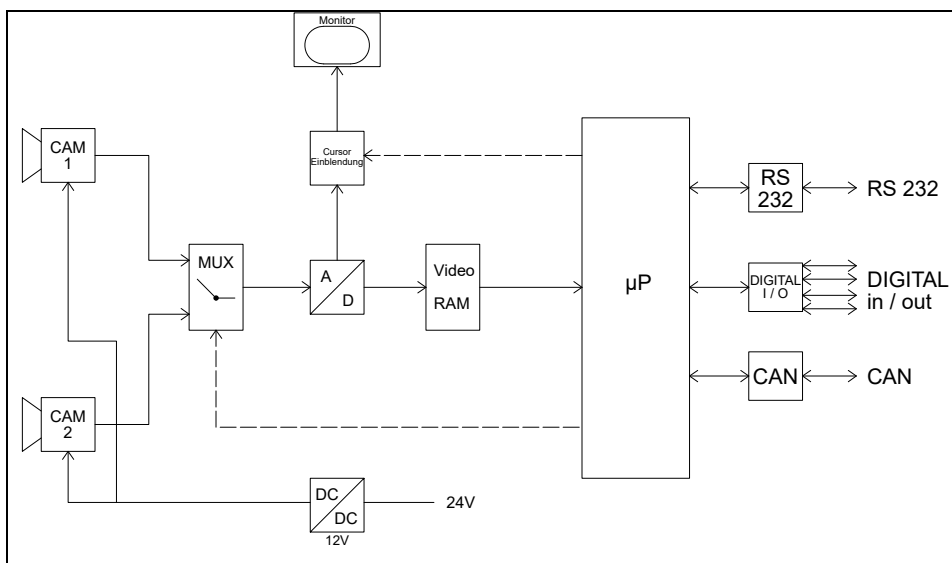 Monitor
CAM
1
Cursor
Einblendung
RS
232
RS 232
MUX
A
D
Video
RAM
µP
DIGITAL
I / O
DIGITAL
in / out
CAN
CAN
CAM
2
DC
DC
24V
12V